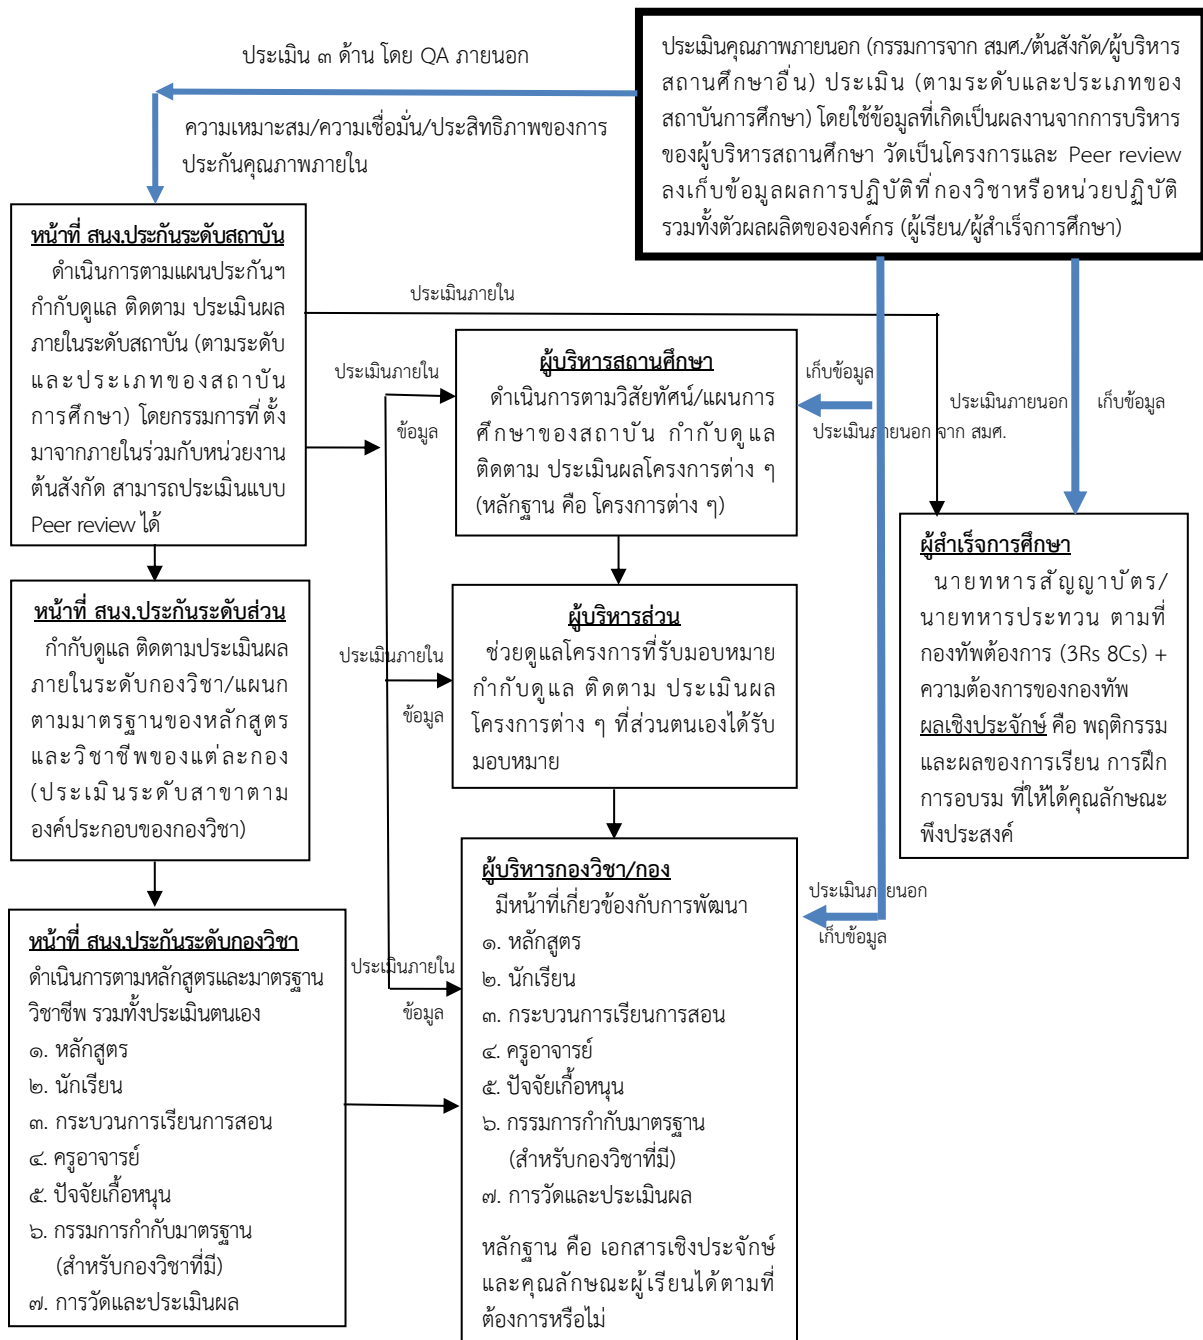 ประเมิน ๓ ด้าน โดย QA ภายนอก
ความเหมาะสม/ความเชื่อมั่น/ประสิทธิภาพของการ
ประกันคุณภาพภายใน
ประเมินคุณภาพภายนอก (กรรมการจาก สมศ./ต้นสังกัด/ผู้บริหาร
สถานศึกษาอื่น) ประเมิน (ตามระดับและประเภทของ
สถาบันการศึกษา) โดยใช้ข้อมูลที่เกิดเป็นผลงานจากการบริหาร
ของผู้บริหารสถานศึกษา วัดเป็นโครงการและ Peer review
ลงเก็บข้อมูลผลการปฏิบัติที่กองวิชาหรือหน่วยปฏิบัติ
รวมทั้งตัวผลผลิตขององค์กร (ผู้เรียน/ผู้สำเร็จการศึกษา)
หน้าที่ สนง.ประกันระดับสถาบัน
ดำเนินการตามแผนประกันฯ
กำกับดูแล ติดตาม ประเมินผล
ภายในระดับสถาบัน (ตามระดับ
และประเภทของสถาบัน
การศึกษา) โดยกรรมการที่ตั้ง
มาจากภายในร่วมกับหน่วยงาน
ต้นสังกัด สามารถประเมินแบบ
Peer review ได้
ประเมินภายใน
ประเมินภายใน
ข้อมูล
ผู้บริหารสถานศึกษา
ดำเนินการตามวิสัยทัศน์/แผนการ
ศึกษาของสถาบัน กำกับดูแล
ติดตาม ประเมินผลโครงการต่าง ๆ
(หลักฐาน คือ โครงการต่าง ๆ)
เก็บข้อมูล
ประเมินภายนอก จาก สมศ.
ประเมินภายนอก
เก็บข้อมูล
ผู้สำเร็จการศึกษา
นายทหารสัญญาบัตร/
นายทหารประทวน ตามที่
กองทัพต้องการ (3Rs 8Cs) +
ความต้องการของกองทัพ
ผลเชิงประจักษ์ คือ พฤติกรรม
และผลของการเรียน การฝึก
การอบรม ที่ให้ได้คุณลักษณะ
พึงประสงค์
หน้าที่ สนง.ประกันระดับส่วน
กำกับดูแล ติดตามประเมินผล
ภายในระดับกองวิชา/แผนก
ตามมาตรฐานของหลักสูตร
และวิชาชีพของแต่ละกอง
(ประเมินระดับสาขาตาม
องค์ประกอบของกองวิชา)
ประเมินภายใน
ข้อมูล
ผู้บริหารส่วน
ช่วยดูแลโครงการที่รับมอบหมาย
กำกับดูแล ติดตาม ประเมินผล
โครงการต่าง ๆ ที่ส่วนตนเองได้รับ
มอบหมาย
หน้าที่ สนง.ประกันระดับกองวิชา
ดำเนินการตามหลักสูตรและมาตรฐาน
วิชาชีพ รวมทั้งประเมินตนเอง
๑. หลักสูตร
๒. นักเรียน
๓. กระบวนการเรียนการสอน
๔. ครูอาจารย์
๕. ปัจจัยเกื้อหนุน
๖. กรรมการกำกับมาตรฐาน
(สำหรับกองวิชาที่มี)
๗. การวัดและประเมินผล
ประเมินภายใน
ข้อมูล
ผู้บริหารกองวิชา/กอง
มีหน้าที่เกี่ยวข้องกับการพัฒนา
๑. หลักสูตร
๒. นักเรียน
๓. กระบวนการเรียนการสอน
๔. ครูอาจารย์
๕. ปัจจัยเกื้อหนุน
๖. กรรมการกำกับมาตรฐาน
(สำหรับกองวิชาที่มี)
๗. การวัดและประเมินผล
หลักฐาน คือ เอกสารเชิงประจักษ์
และคุณลักษณะผู้เรียนได้ตามที่
ต้องการหรือไม่
ประเมินภายนอก
เก็บข้อมูล